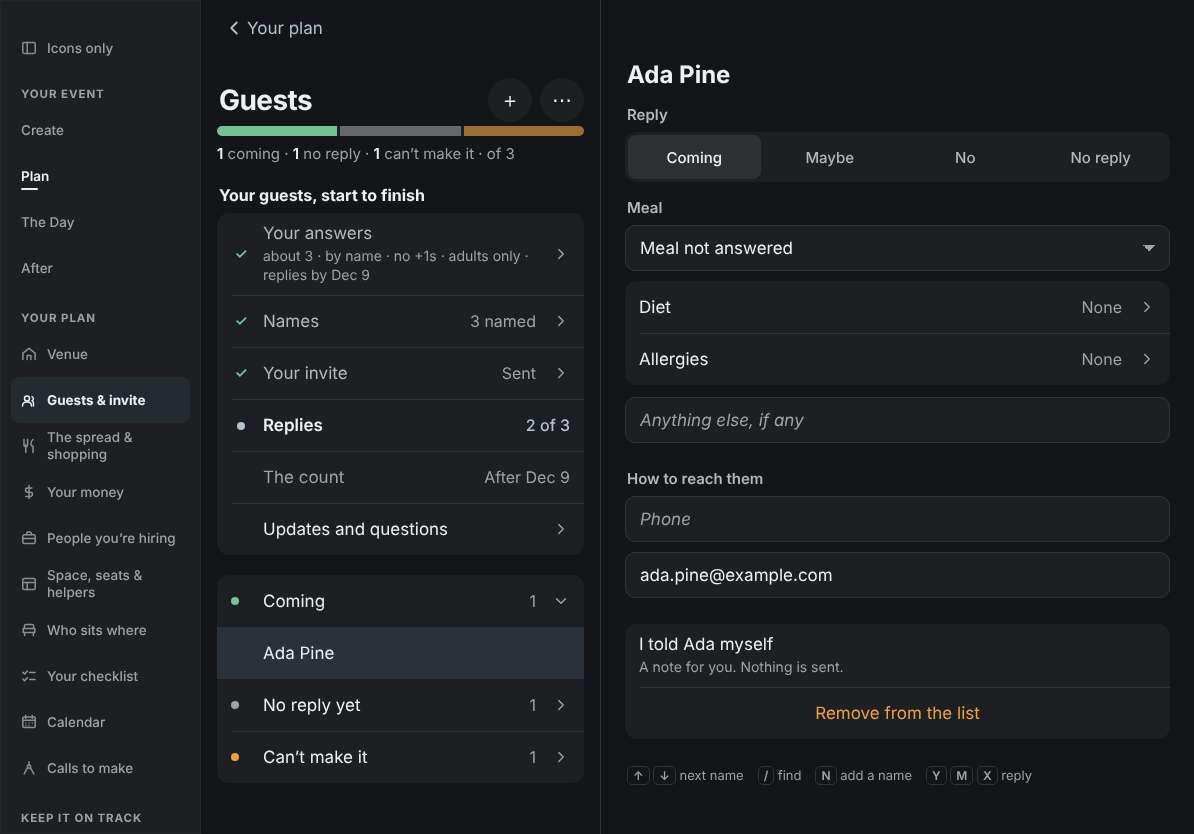 Icons only
YOUR EVENT
Create
Plan
The Day
After
YOUR PLAN
Venue
Guests & invite
The spread &
shopping
Your money
People you’re hiring
Space, seats &
helpers
Who sits where
Your checklist
Calendar
Calls to make
KEEP IT ON TRACK
Your plan
Guests
1 coming · 1 no reply · 1 can’t make it · of 3
Your guests, start to finish
Your answers
about 3 · by name · no +1s · adults only ·
replies by Dec 9
Names 3 named
Your invite Sent
Replies 2 of 3
The count After Dec 9
Updates and questions
Coming 1
Ada Pine
No reply yet 1
Can’t make it 1
Ada Pine
Reply
Coming Maybe No No reply
Meal
Meal not answered
Diet None
Allergies None
Anything else, if any
How to reach them
Phone
ada.pine@example.com
I told Ada myself
A note for you. Nothing is sent.
Remove from the list
↑ ↓ next name / find N add a name Y M X reply